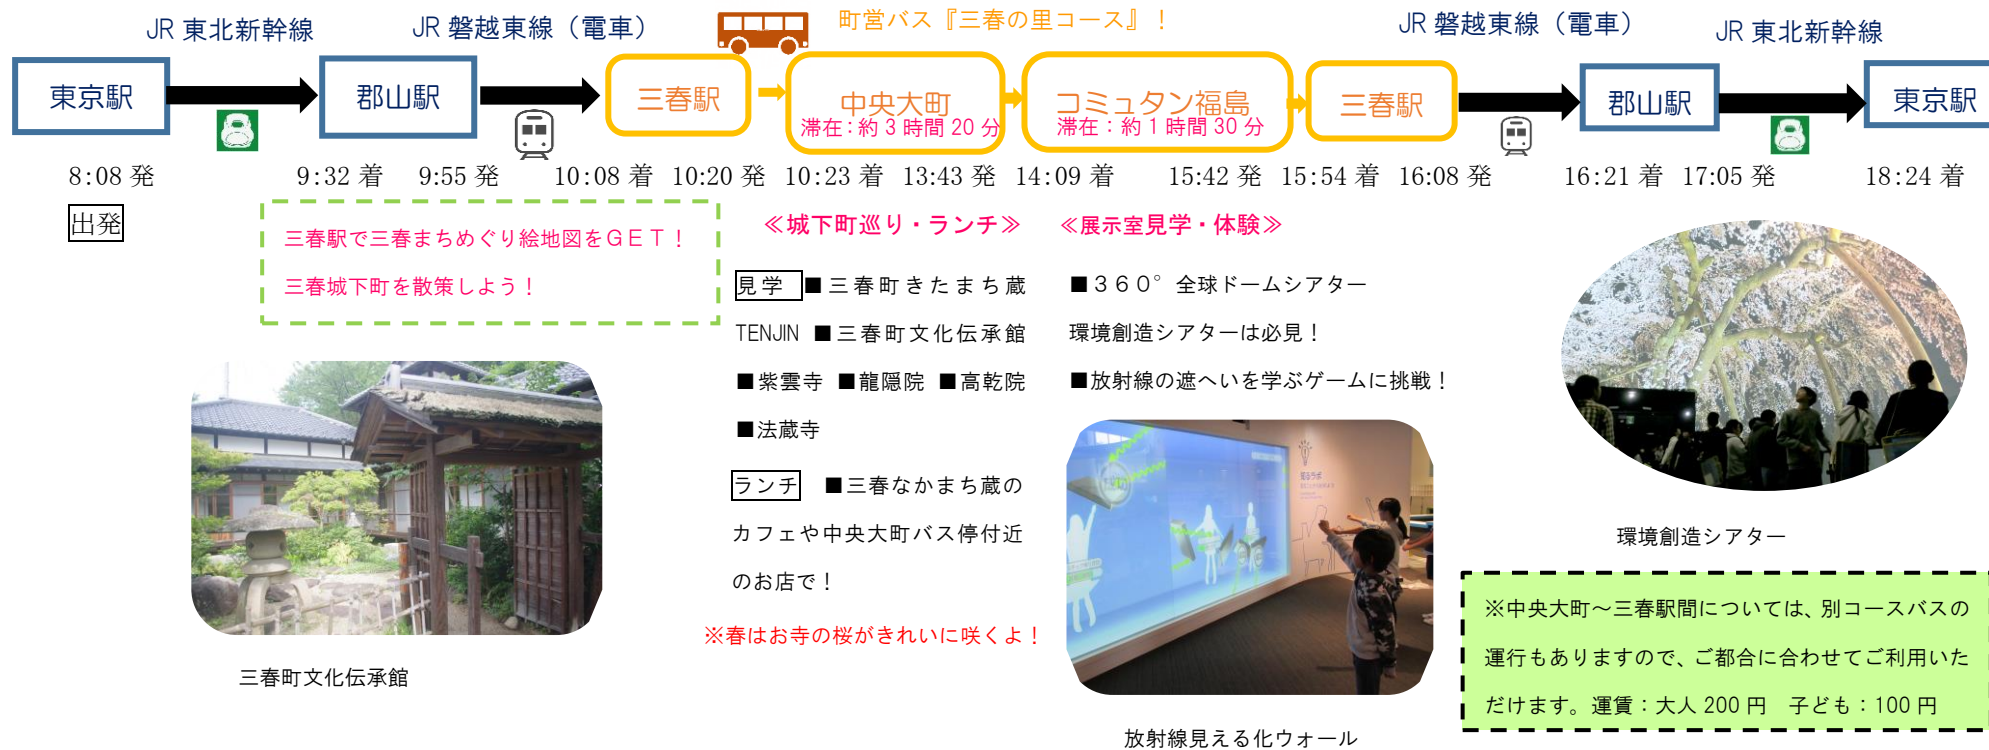 JR 東北新幹線
JR 磐越東線（電車）
町営バス『三春の里コース』！
JR 磐越東線（電車）
JR 東北新幹線
東京駅
郡山駅
三春駅
中央大町
滞在：約 3 時間 20 分
コミュタン福島
滞在：約 1 時間 30 分
三春駅
郡山駅
東京駅
8:08 発
9:32 着
9:55 発
10:08 着
10:20 発
10:23 着
13:43 発
14:09 着
15:42 発
15:54 着
16:08 発
16:21 着
17:05 発
18:24 着
出発
三春駅で三春まちめぐり絵地図をＧＥＴ！
三春城下町を散策しよう！
三春町文化伝承館
≪城下町巡り・ランチ≫
見学 ■三春町きたまち蔵
TENJIN ■三春町文化伝承館
■紫雲寺 ■龍隠院 ■高乾院
■法蔵寺
ランチ ■三春なかまち蔵の
カフェや中央大町バス停付近
のお店で！
※春はお寺の桜がきれいに咲くよ！
≪展示室見学・体験≫
■３６０°全球ドームシアター
環境創造シアターは必見！
■放射線の遮へいを学ぶゲームに挑戦！
放射線見える化ウォール
環境創造シアター
※中央大町～三春駅間については、別コースバスの
運行もありますので、ご都合に合わせてご利用いた
だけます。運賃：大人 200 円　子ども：100 円